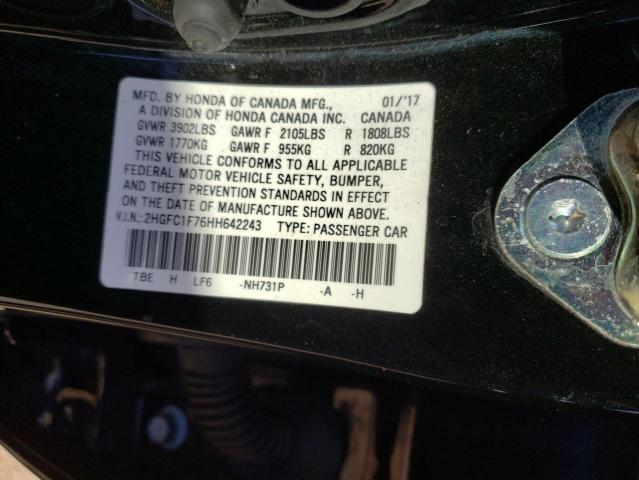 MFD. BY HONDA OF CANADA MFG., 01/'17
A DIVISION OF HONDA CANADA INC. CANADA
GVWR 3902LBS GAWR F 2105LBS R 1808LBS
GVWR 1770KG GAWR F 955KG R 820KG
THIS VEHICLE CONFORMS TO ALL APPLICABLE
FEDERAL MOTOR VEHICLE SAFETY, BUMPER,
AND THEFT PREVENTION STANDARDS IN EFFECT
ON THE DATE OF MANUFACTURE SHOWN ABOVE.
V.I.N.: 2HGFC1F76HH642243 TYPE: PASSENGER CAR
TBE H LF6 -NH731P -A -H